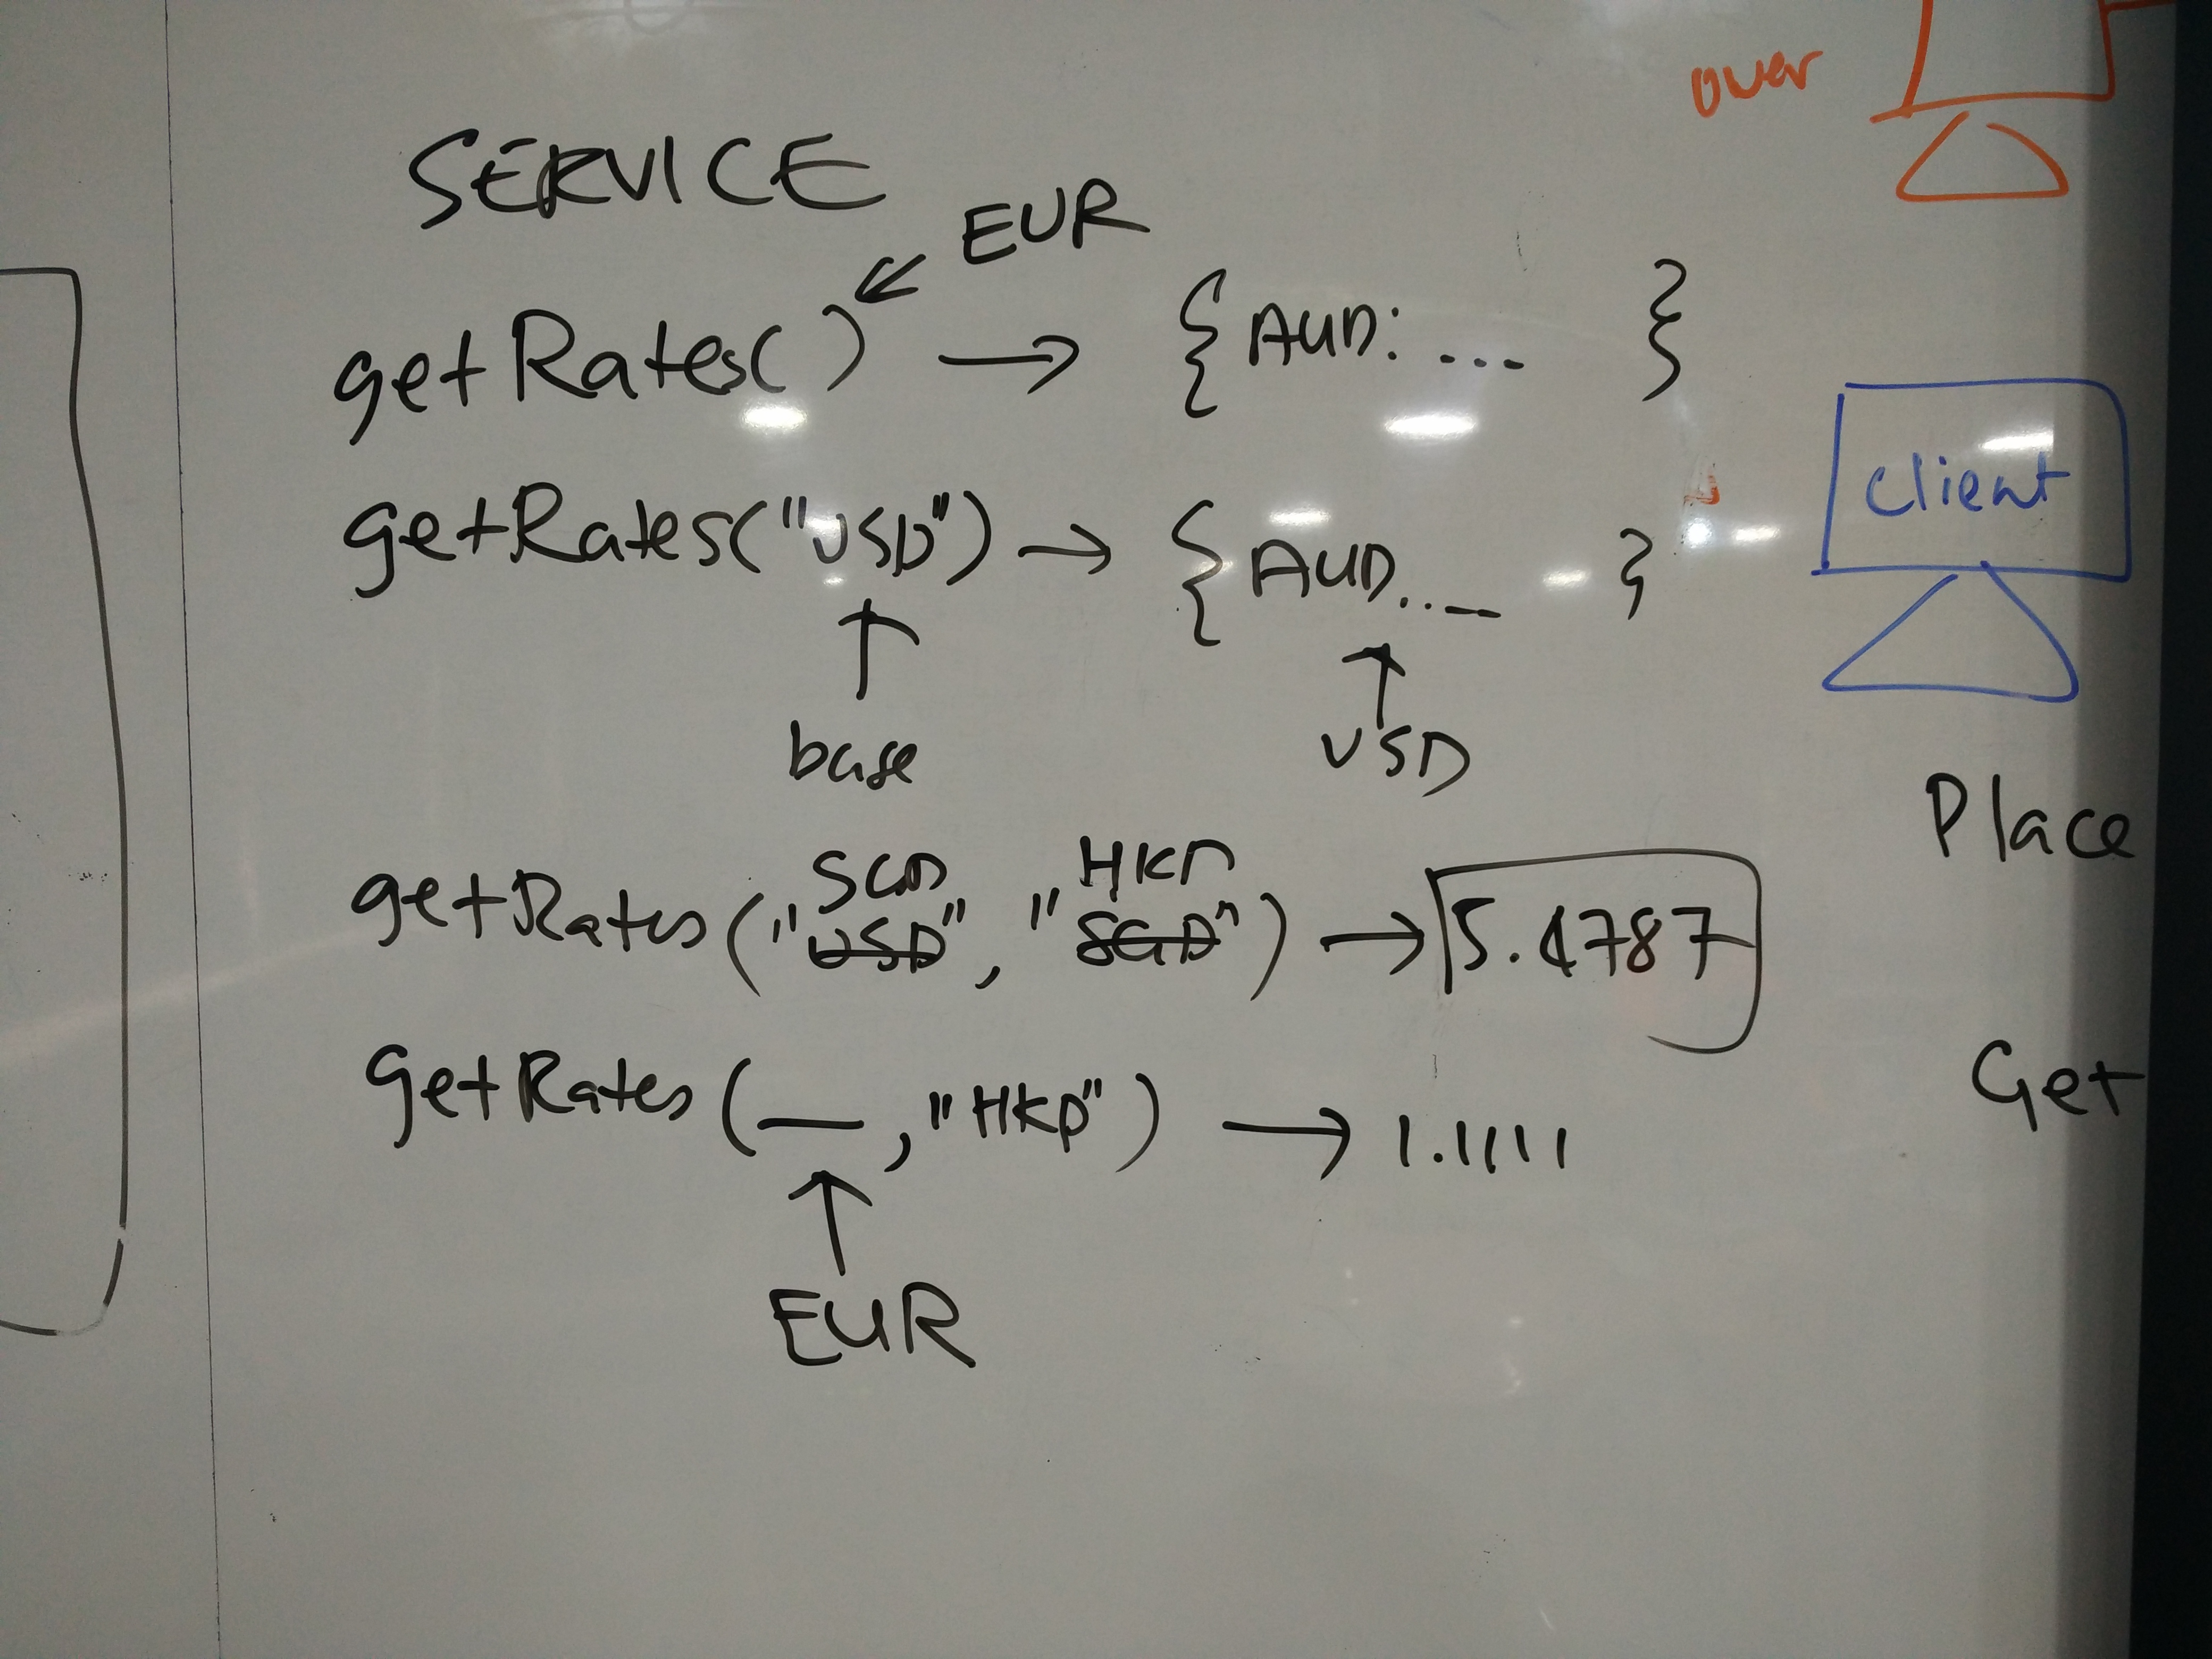 over
SERVICE
EUR
getRates() → {AUD: ... }
client
getRates("USD") → {AUD..__ }
base
USD
Place
SGD HKD
getRates("USD", "SGD") → 5.4787
Get
getRates(__,"HKD") → 1.1111
EUR